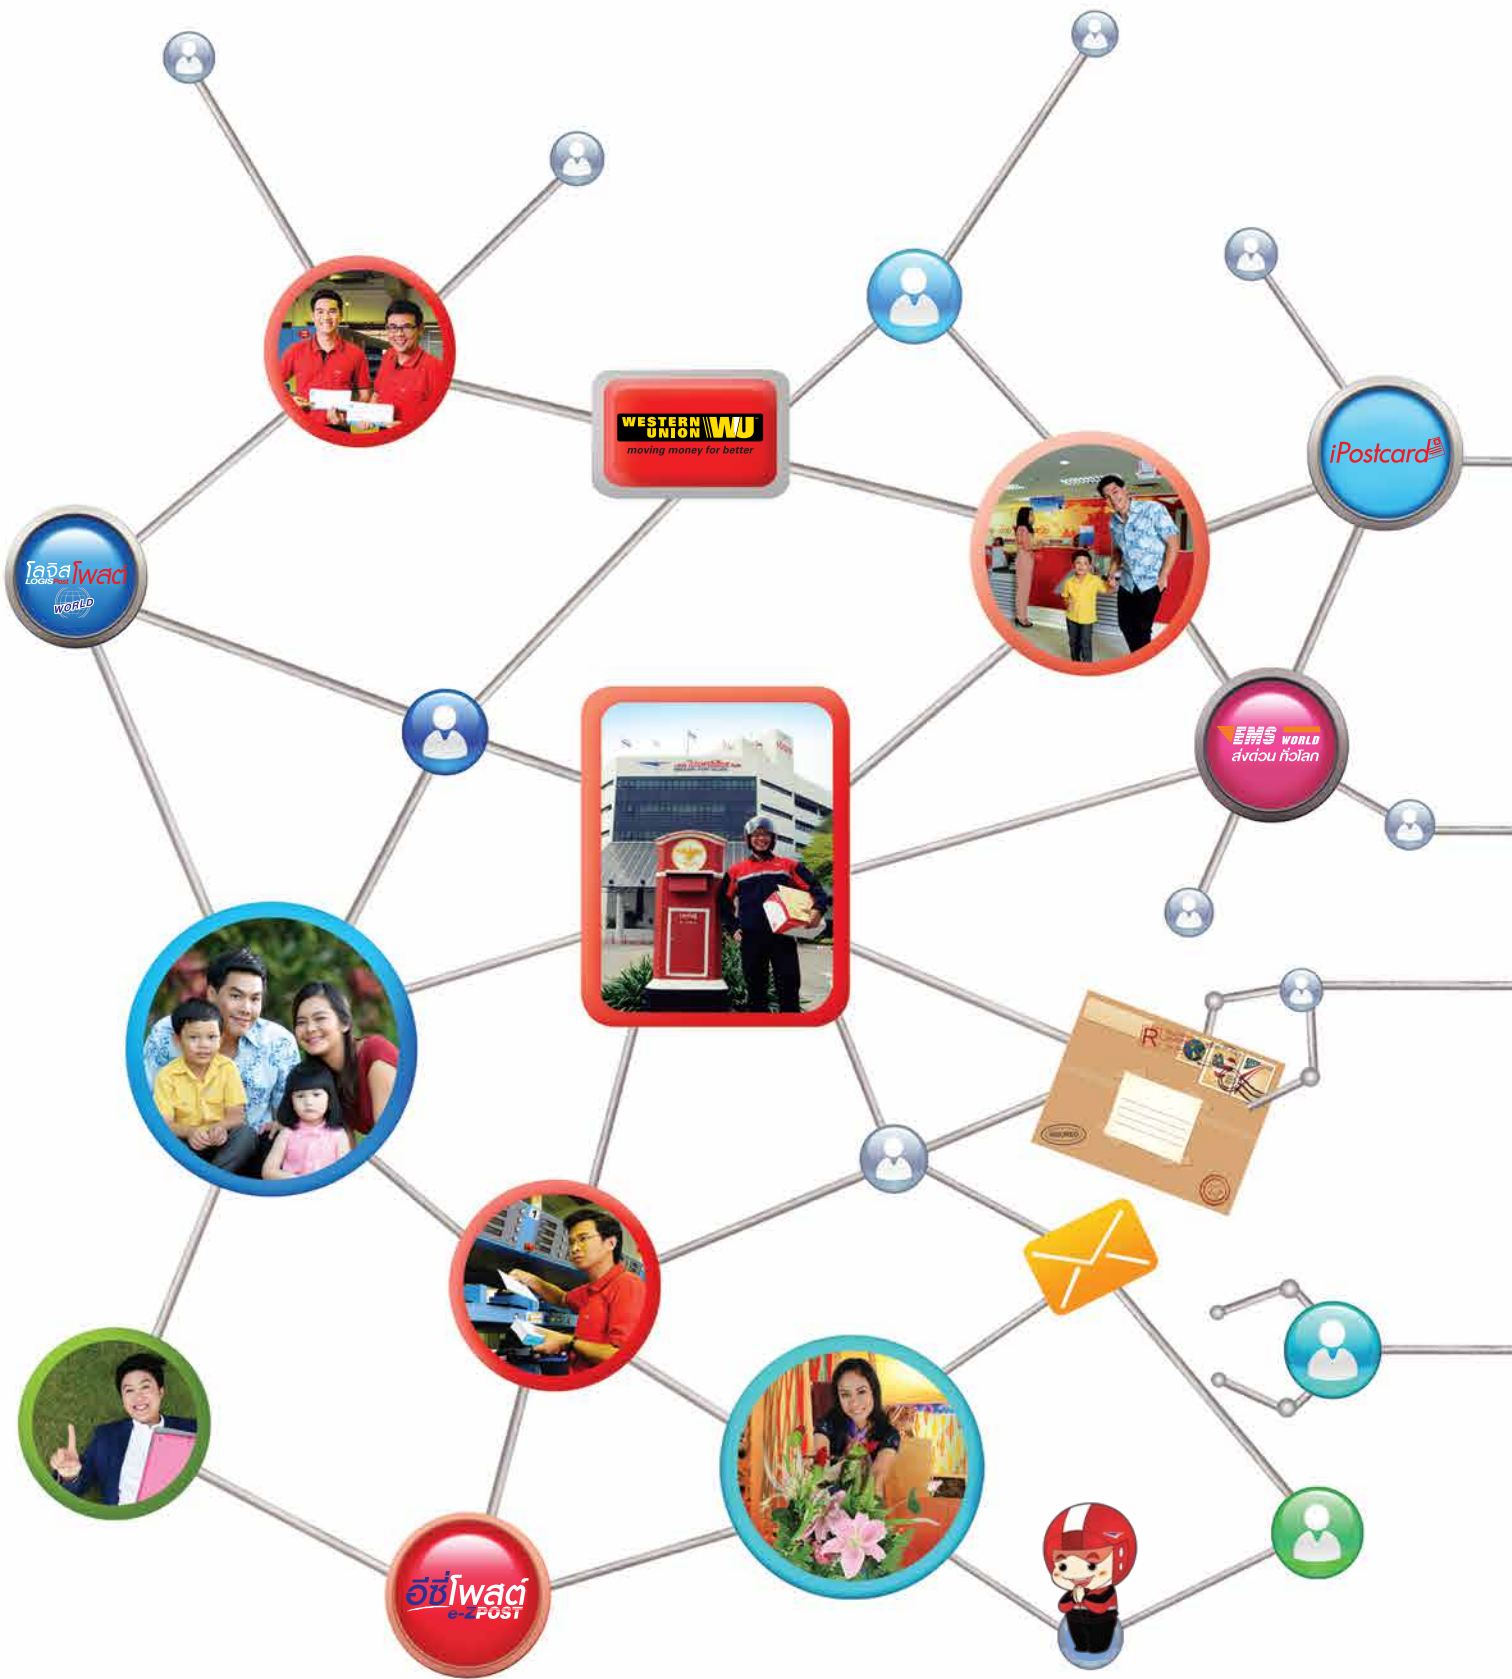 WESTERN
UNION WU
moving money for better
iPostcard
โลจิส โพสต์
LOGISPost
WORLD
EMS WORLD
ส่งด่วน ทั่วโลก
R
1
อีซี่โพสต์
e-ZPOST